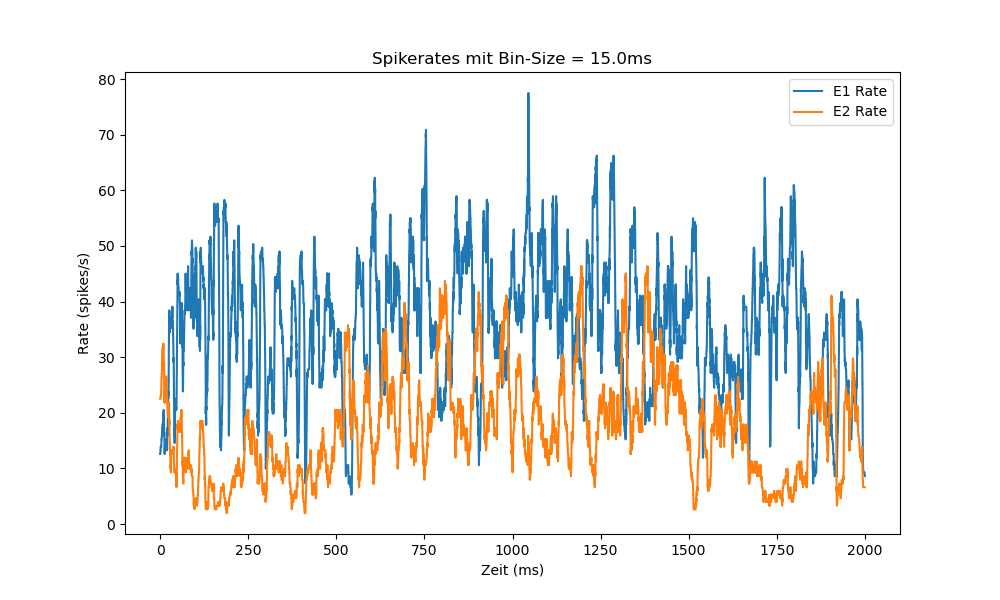 Spikerates mit Bin-Size = 15.0ms
E1 Rate
E2 Rate
Rate (spikes/s)
80
70
60
50
40
30
20
10
0
0 250 500 750 1000 1250 1500 1750 2000
Zeit (ms)